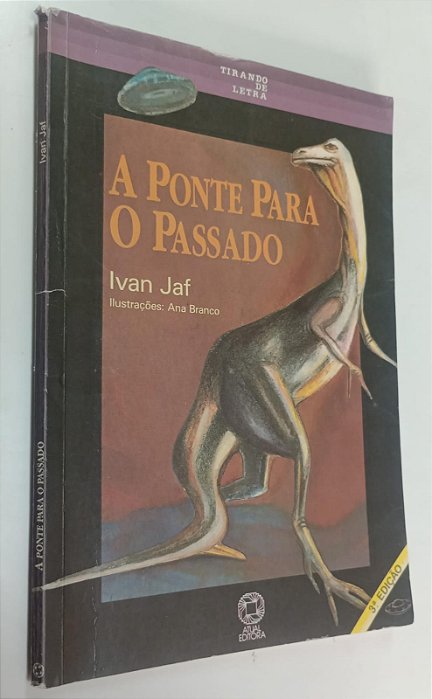 TIRANDO
DE
LETRA
A PONTE PARA
O PASSADO
Ivan Jaf
Ilustrações: Ana Branco
3ª EDIÇÃO
ATUAL
EDITORA
Ivan Jaf
A PONTE PARA O PASSADO